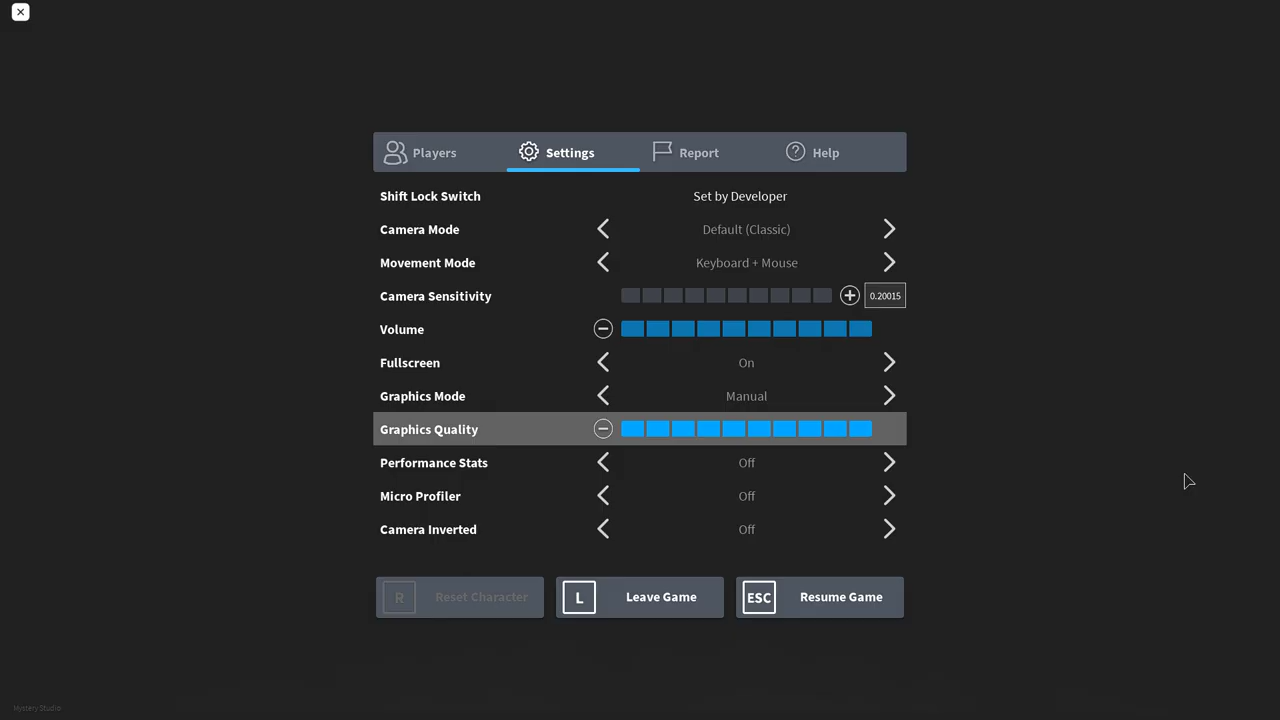 Players Settings Report Help
Shift Lock Switch Set by Developer
Camera Mode Default (Classic)
Movement Mode Keyboard + Mouse
Camera Sensitivity 0.20015
Volume
Fullscreen On
Graphics Mode Manual
Graphics Quality
Performance Stats Off
Micro Profiler Off
Camera Inverted Off
R Reset Character L Leave Game ESC Resume Game
Mystery Studio